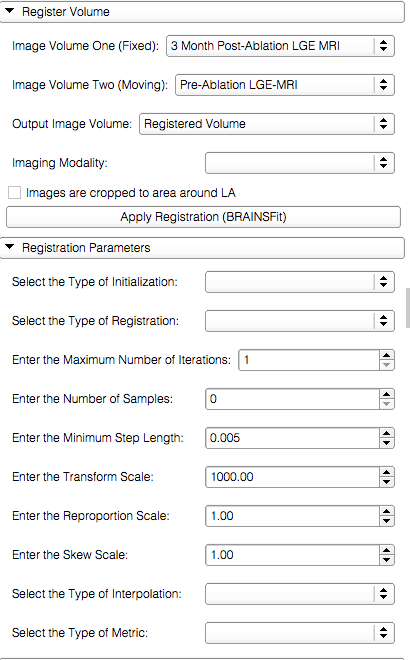 Register Volume
Image Volume One (Fixed): 3 Month Post-Ablation LGE MRI
Image Volume Two (Moving): Pre-Ablation LGE-MRI
Output Image Volume: Registered Volume
Imaging Modality:
Images are cropped to area around LA
Apply Registration (BRAINSFit)
Registration Parameters
Select the Type of Initialization:
Select the Type of Registration:
Enter the Maximum Number of Iterations: 1
Enter the Number of Samples: 0
Enter the Minimum Step Length: 0.005
Enter the Transform Scale: 1000.00
Enter the Reproportion Scale: 1.00
Enter the Skew Scale: 1.00
Select the Type of Interpolation:
Select the Type of Metric: